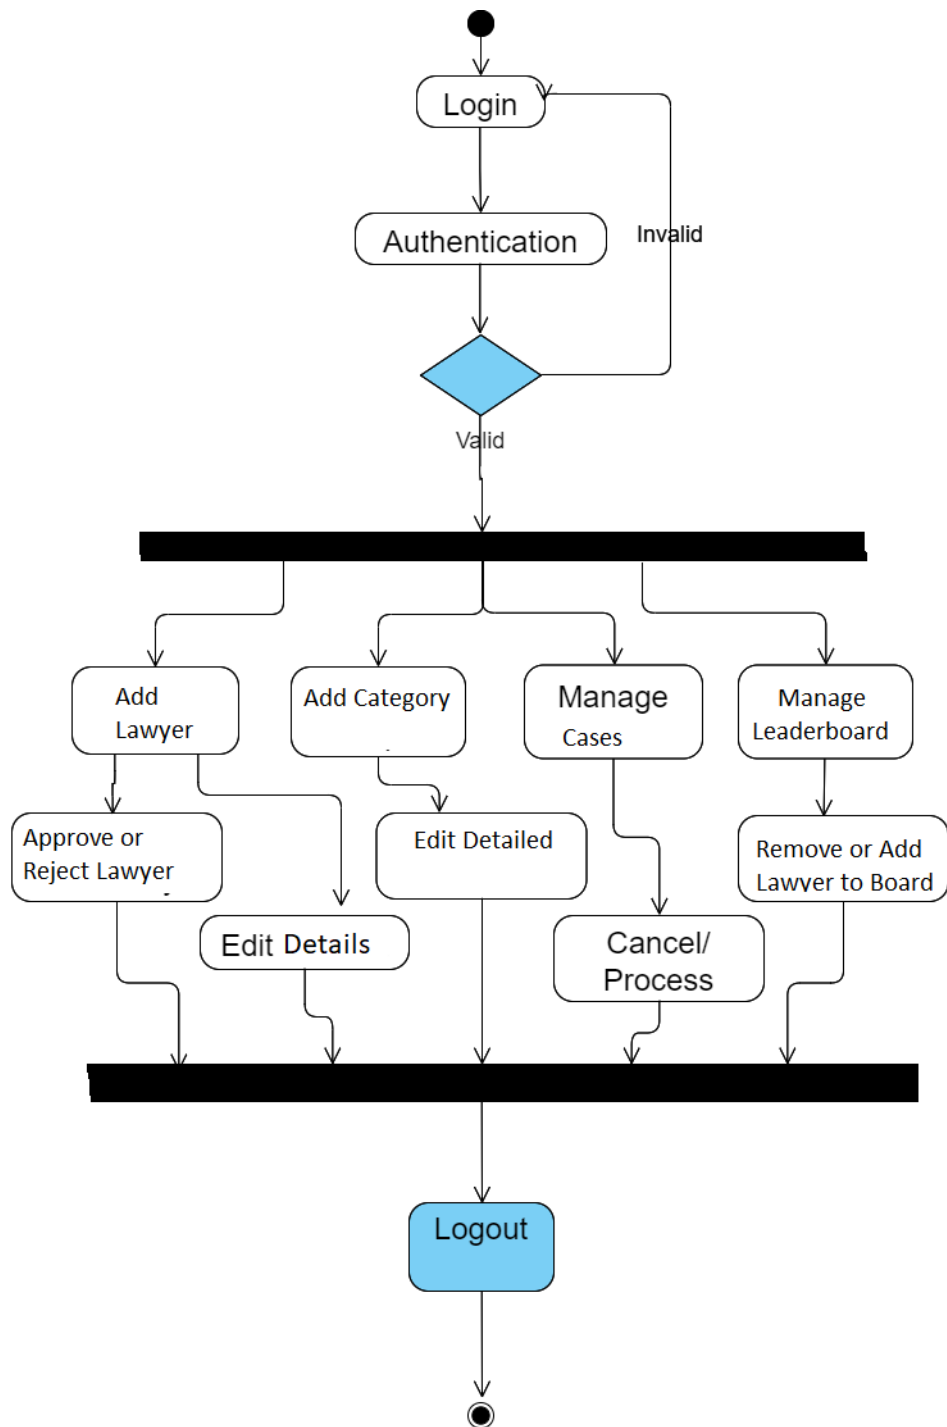 Login
Authentication
Invalid
Valid
Add
Lawyer
Add Category
Manage
Cases
Manage
Leaderboard
Approve or
Reject Lawyer
Edit Detailed
Remove or Add
Lawyer to Board
Edit Details
Cancel/
Process
Logout